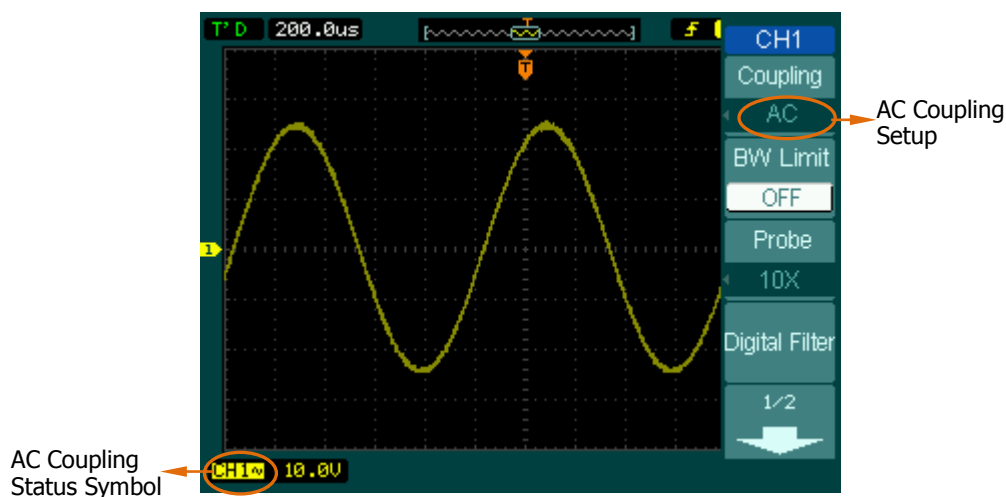 T'D 200.0us
T
T
CH1
Coupling
AC
BW Limit
OFF
Probe
10X
Digital Filter
1/2
AC Coupling
Setup
1
CH1~ 10.0V
AC Coupling
Status Symbol